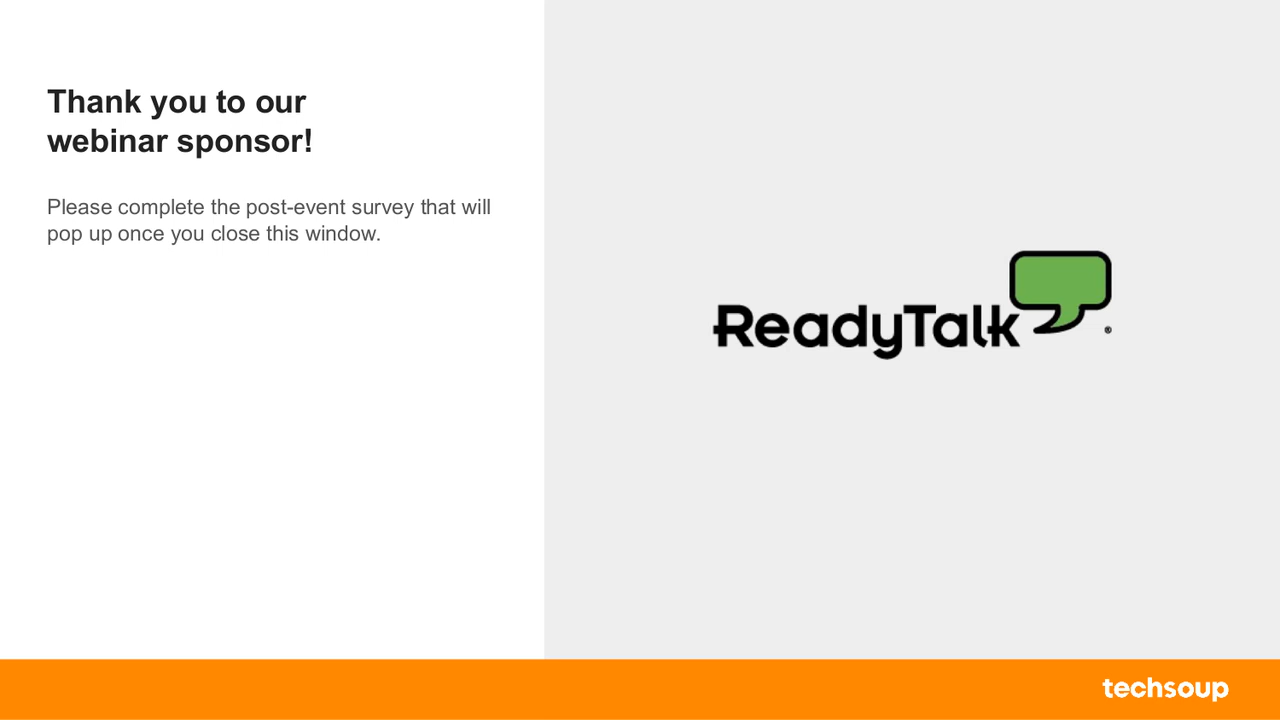 Thank you to our
webinar sponsor!
Please complete the post-event survey that will
pop up once you close this window.
ReadyTalk®
techsoup